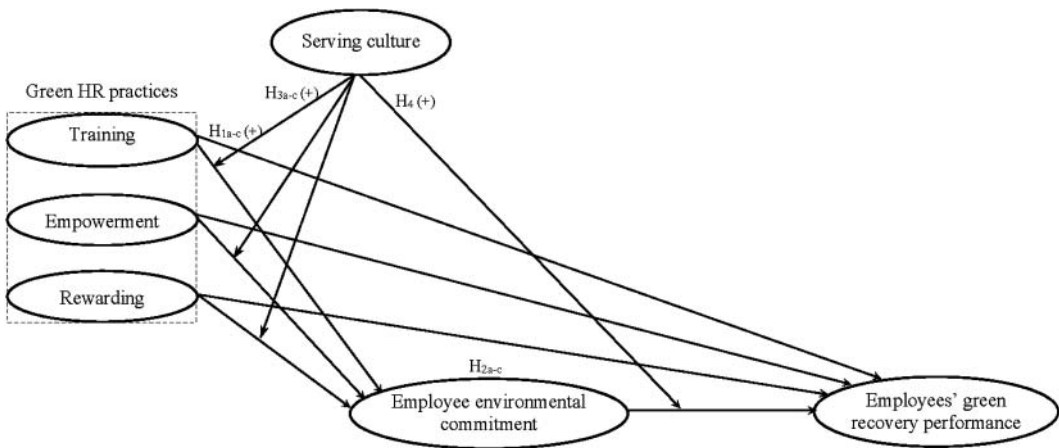 Serving culture
Green HR practices
H3a-c (+)
H4 (+)
H1a-c (+)
Training
Empowerment
Rewarding
H2a-c
Employee environmental
commitment
Employees' green
recovery performance